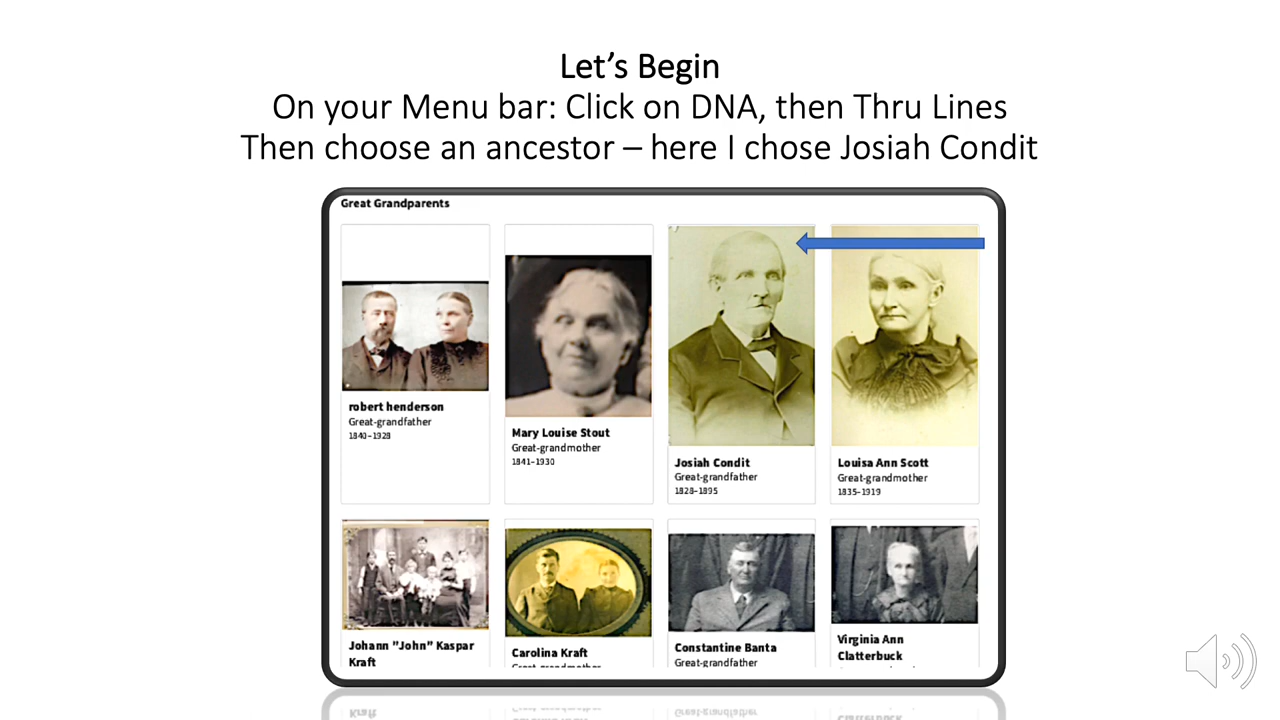 Let’s Begin
On your Menu bar: Click on DNA, then Thru Lines
Then choose an ancestor – here I chose Josiah Condit
Great Grandparents
robert henderson
Great-grandfather
1840–1928
Mary Louise Stout
Great-grandmother
1841–1930
Josiah Condit
Great-grandfather
1828–1895
Louisa Ann Scott
Great-grandmother
1835–1919
Johann "John" Kaspar
Kraft
Carolina Kraft
Great-grandmother
Constantine Banta
Great-grandfather
Virginia Ann
Clatterbuck